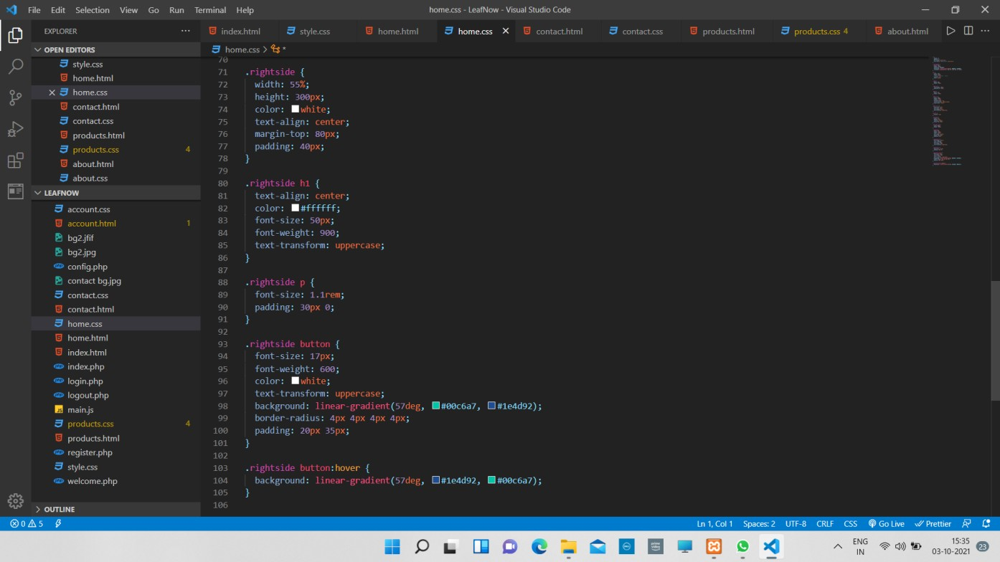 File Edit Selection View Go Run Terminal Help
home.css - LeafNow - Visual Studio Code
EXPLORER
index.html style.css home.html home.css contact.html contact.css products.html products.css 4 about.html
OPEN EDITORS
style.css
home.html
home.css
contact.html
contact.css
products.html
products.css 4
about.html
about.css
LEAFNOW
account.css
account.html 1
bg2.jfif
bg2.jpg
config.php
contact bg.jpg
contact.css
contact.html
home.css
home.html
index.html
index.php
login.php
logout.php
main.js
products.css 4
products.html
register.php
style.css
welcome.php
OUTLINE
home.css > *
70
71 .rightside {
72 width: 55%;
73 height: 300px;
74 color: white;
75 text-align: center;
76 margin-top: 80px;
77 padding: 40px;
78 }
79
80 .rightside h1 {
81 text-align: center;
82 color: #ffffff;
83 font-size: 50px;
84 font-weight: 900;
85 text-transform: uppercase;
86 }
87
88 .rightside p {
89 font-size: 1.1rem;
90 padding: 30px 0;
91 }
92
93 .rightside button {
94 font-size: 17px;
95 font-weight: 600;
96 color: white;
97 text-transform: uppercase;
98 background: linear-gradient(57deg, #00c6a7, #1e4d92);
99 border-radius: 4px 4px 4px 4px;
100 padding: 20px 35px;
101 }
102
103 .rightside button:hover {
104 background: linear-gradient(57deg, #1e4d92, #00c6a7);
105 }
106
0 5
Ln 1, Col 1 Spaces: 2 UTF-8 CRLF CSS Go Live Prettier
ENG
IN
15:35
03-10-2021
23